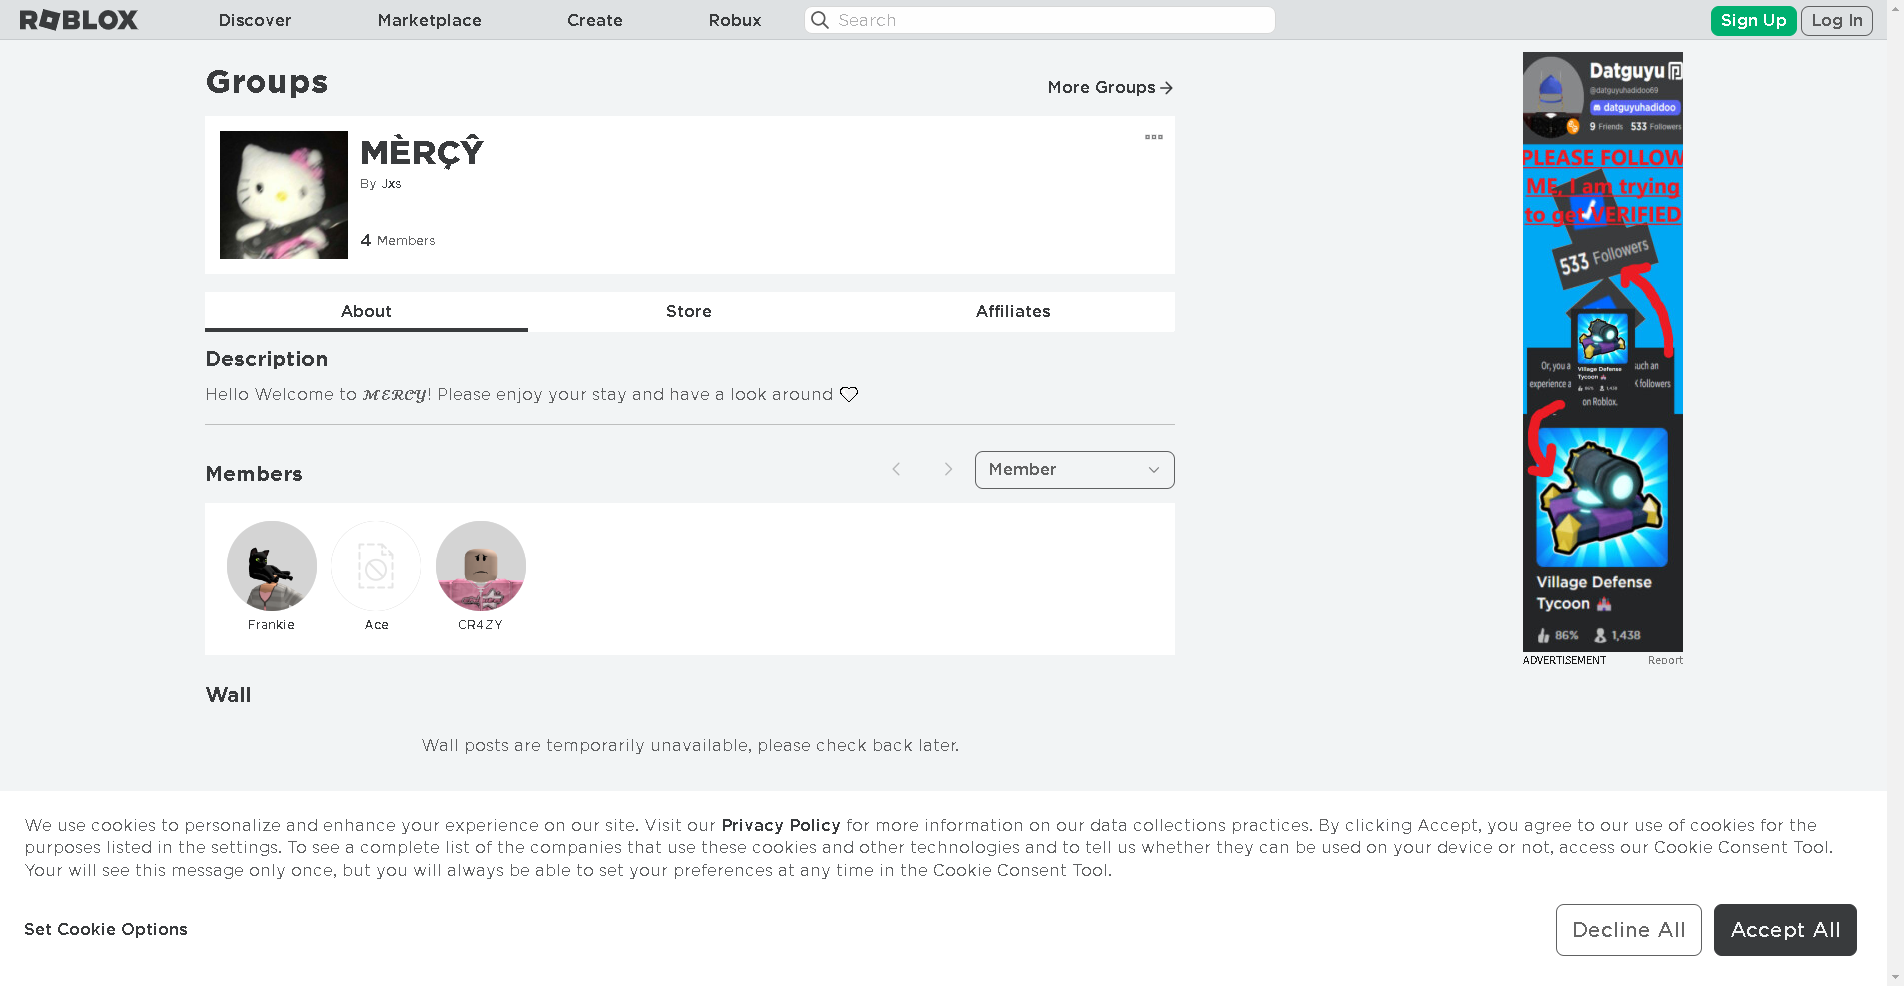 ROBLOX
Discover
Marketplace
Create
Robux
Search
Sign Up
Log In
Groups
More Groups
MÈRÇŶ
By Jxs
4 Members
About
Store
Affiliates
Description
Hello Welcome to 𝓜𝓔𝓡𝓒𝓨! Please enjoy your stay and have a look around ♡
Members
Member
Frankie
Ace
CR4ZY
Wall
Wall posts are temporarily unavailable, please check back later.
Datguyu
@datguyuhadidoo69
datguyuhadidoo
9 Friends 533 Followers
PLEASE FOLLOW
ME, I am trying
to get VERIFIED
533 Followers
Or, you a
such an
experience a
K followers
on Roblox.
Village Defense
Tycoon
86% 1,438
Village Defense
Tycoon
86% 1,438
ADVERTISEMENT
Report
We use cookies to personalize and enhance your experience on our site. Visit our Privacy Policy for more information on our data collections practices. By clicking Accept, you agree to our use of cookies for the
purposes listed in the settings. To see a complete list of the companies that use these cookies and other technologies and to tell us whether they can be used on your device or not, access our Cookie Consent Tool.
Your will see this message only once, but you will always be able to set your preferences at any time in the Cookie Consent Tool.
Set Cookie Options
Decline All
Accept All